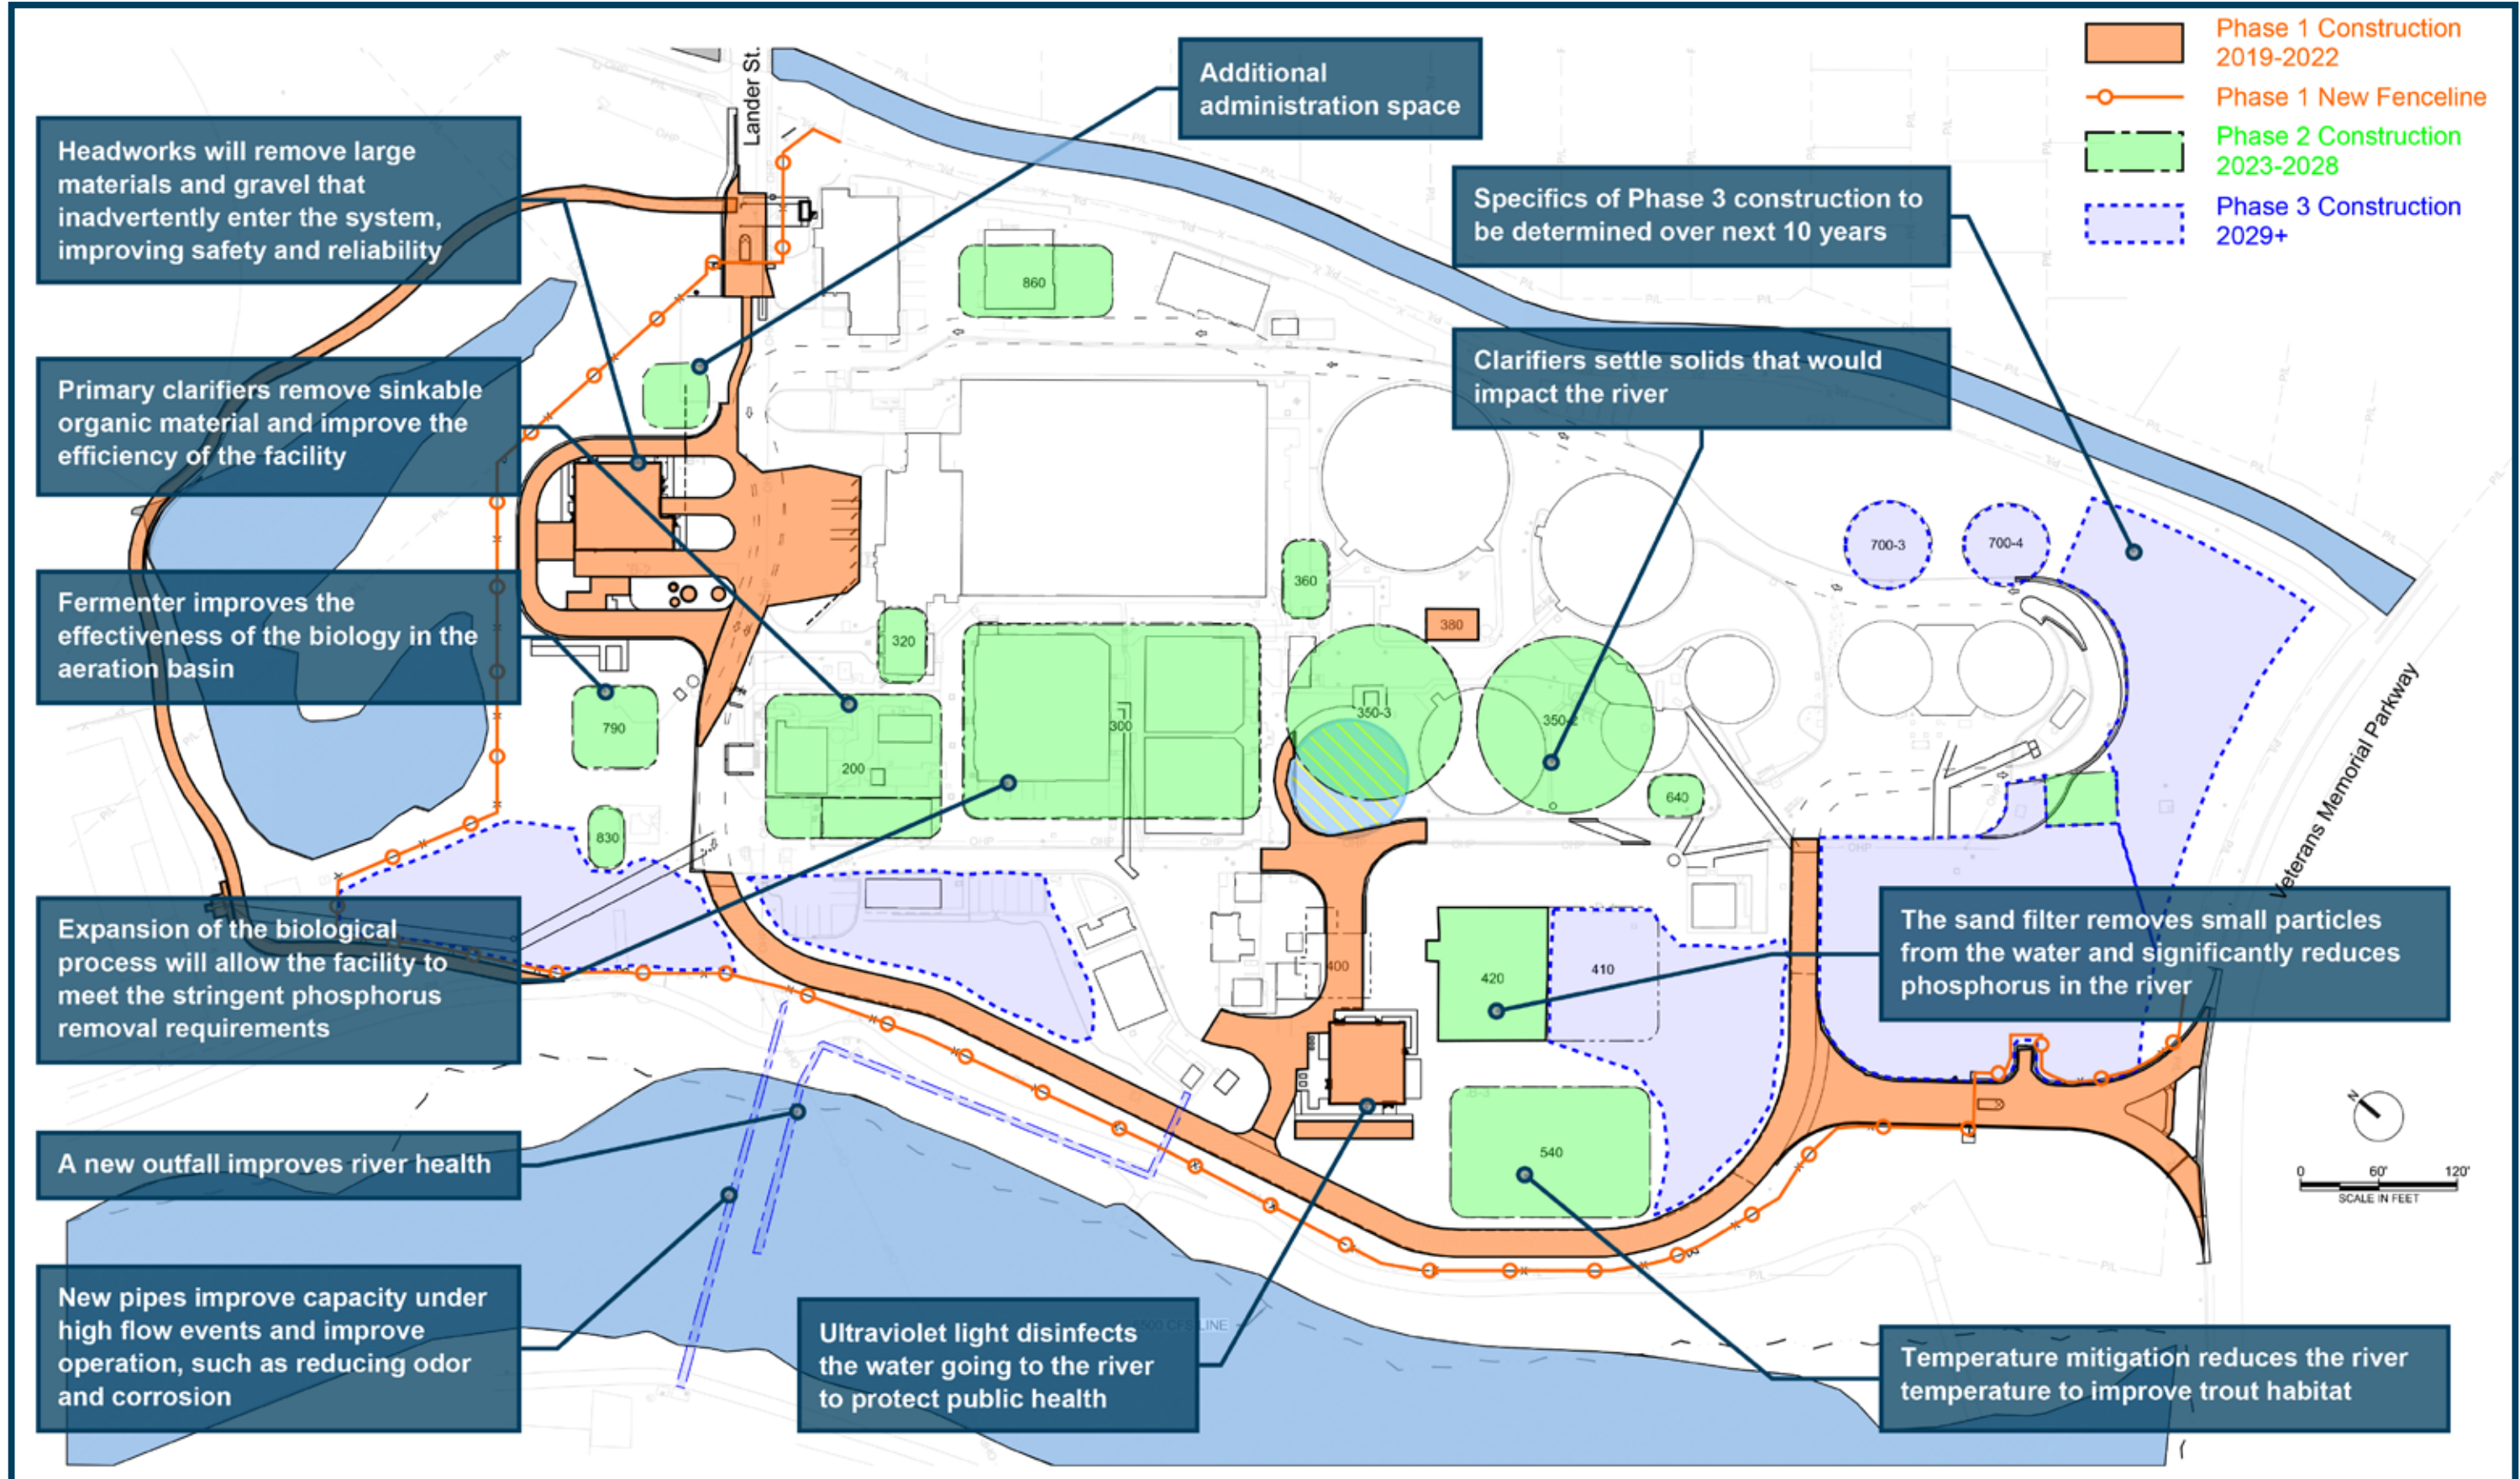 Phase 1 Construction
2019-2022
Phase 1 New Fenceline
Phase 2 Construction
2023-2028
Phase 3 Construction
2029+
Lander St.
Additional
administration space
Headworks will remove large
materials and gravel that
inadvertently enter the system,
improving safety and reliability
Specifics of Phase 3 construction to
be determined over next 10 years
860
Clarifiers settle solids that would
impact the river
Primary clarifiers remove sinkable
organic material and improve the
efficiency of the facility
700-3
700-4
Fermenter improves the
effectiveness of the biology in the
aeration basin
360
380
320
350-3
350-2
300
790
200
640
830
Veterans Memorial Parkway
Expansion of the biological
process will allow the facility to
meet the stringent phosphorus
removal requirements
400
420
410
The sand filter removes small particles
from the water and significantly reduces
phosphorus in the river
A new outfall improves river health
540
N
0 60' 120'
SCALE IN FEET
New pipes improve capacity under
high flow events and improve
operation, such as reducing odor
and corrosion
Ultraviolet light disinfects
the water going to the river
to protect public health
Temperature mitigation reduces the river
temperature to improve trout habitat